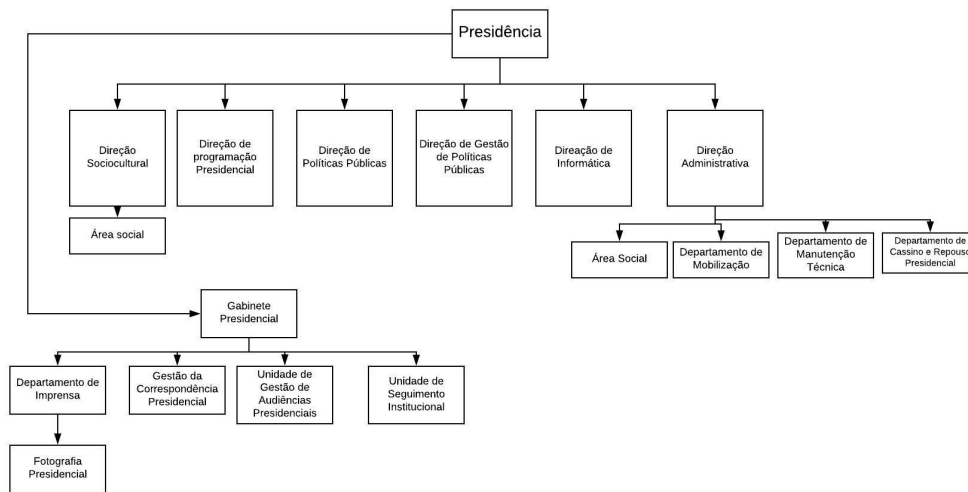 Presidência
Direção
Sociocultural
Direção de
programação
Presidencial
Direção de
Políticas Públicas
Direção de Gestão
de Políticas
Públicas
Direação de
Informática
Direção
Administrativa
Área social
Área Social
Departamento de
Mobilização
Departamento de
Manutenção
Técnica
Departamento de
Cassino e Repouso
Presidencial
Gabinete
Presidencial
Departamento de
Imprensa
Gestão da
Correspondência
Presidencial
Unidade de
Gestão de
Audiências
Presidenciais
Unidade de
Seguimento
Institucional
Fotografia
Presidencial